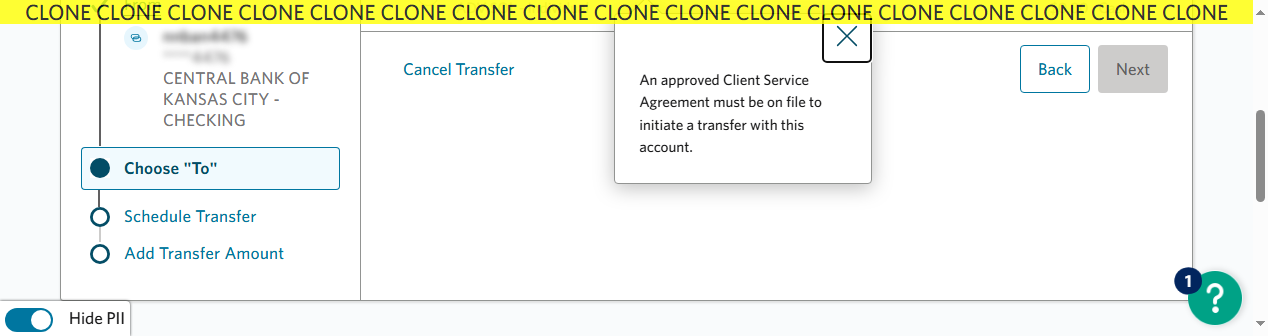 CLONE CLONE CLONE CLONE CLONE CLONE CLONE CLONE CLONE CLONE CLONE CLONE CLONE CLONE CLONE CLONE CLONE
CENTRAL BANK OF
KANSAS CITY -
CHECKING
Choose "To"
Schedule Transfer
Add Transfer Amount
Cancel Transfer
An approved Client Service
Agreement must be on file to
initiate a transfer with this
account.
Back
Next
1
?
Hide PII